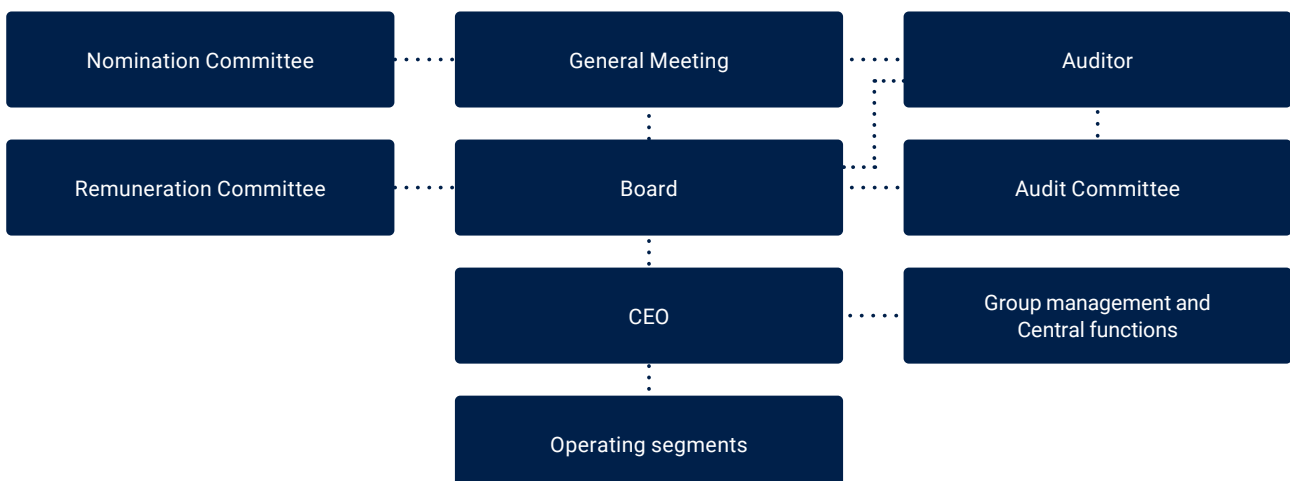 Nomination Committee
General Meeting
Auditor
Remuneration Committee
Board
Audit Committee
CEO
Group management and
Central functions
Operating segments